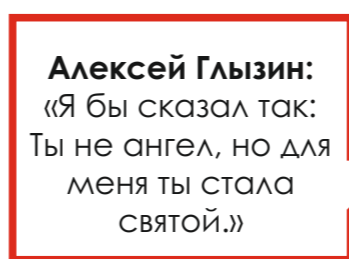 Алексей Глызин:
«Я бы сказал так:
Ты не ангел, но для
меня ты стала
святой.»